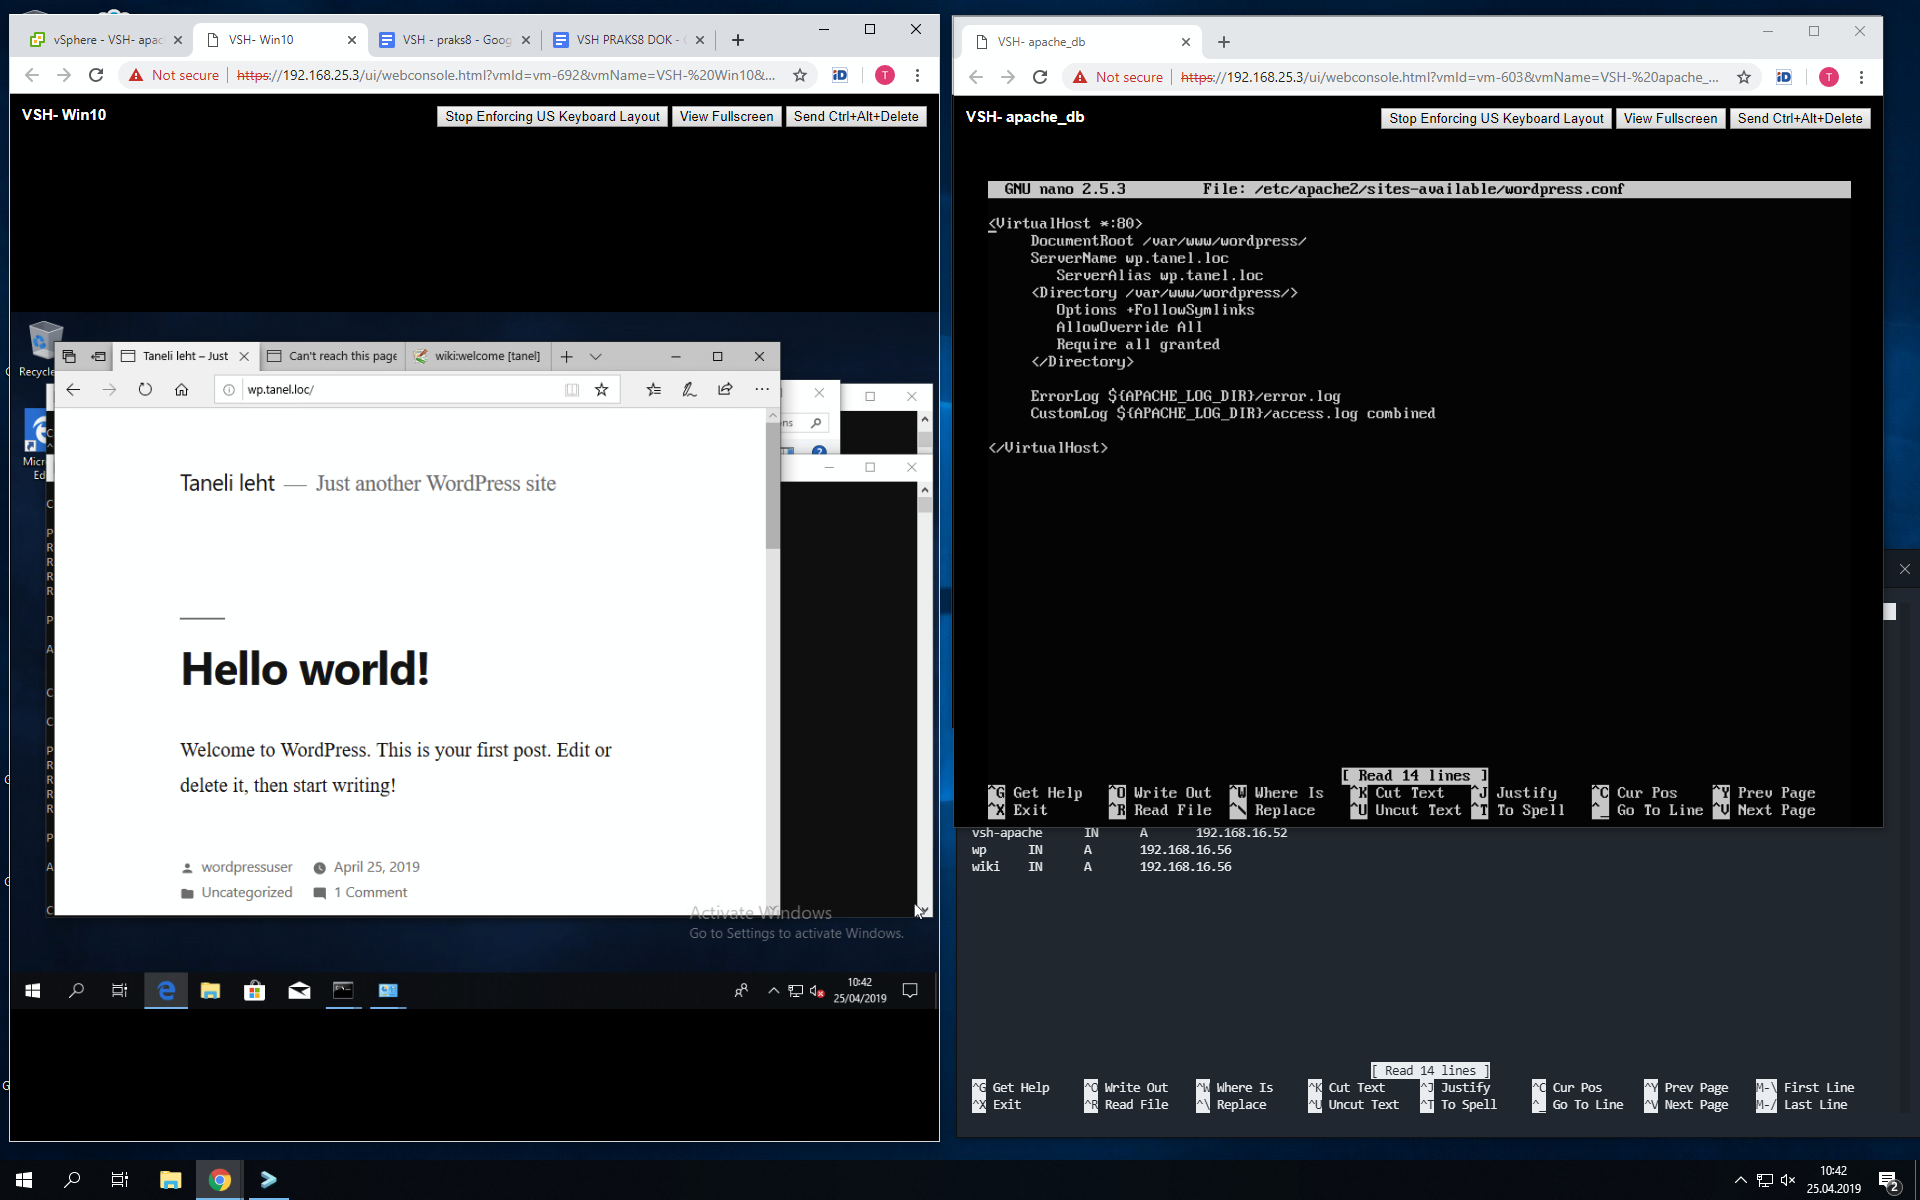 vSphere - VSH- apac
VSH- Win10
VSH - praks8 - Goog
VSH PRAKS8 DOK -
Not secure
https://192.168.25.3/ui/webconsole.html?vmId=vm-692&vmName=VSH-%20Win10&...
iD
T
VSH- Win10
Stop Enforcing US Keyboard Layout
View Fullscreen
Send Ctrl+Alt+Delete
Recycle
Micr
Ed
Taneli leht – Just
Can't reach this page
wiki:welcome [tanel]
wp.tanel.loc/
ns
Taneli leht — Just another WordPress site
Hello world!
Welcome to WordPress. This is your first post. Edit or
delete it, then start writing!
wordpressuser
April 25, 2019
Uncategorized
1 Comment
Activate Windows
Go to Settings to activate Windows.
10:42
25/04/2019
VSH- apache_db
Not secure
https://192.168.25.3/ui/webconsole.html?vmId=vm-603&vmName=VSH-%20apache_...
iD
T
VSH- apache_db
Stop Enforcing US Keyboard Layout
View Fullscreen
Send Ctrl+Alt+Delete
GNU nano 2.5.3 File: /etc/apache2/sites-available/wordpress.conf
<VirtualHost *:80>
DocumentRoot /var/www/wordpress/
ServerName wp.tanel.loc
ServerAlias wp.tanel.loc
<Directory /var/www/wordpress/>
Options +FollowSymlinks
AllowOverride All
Require all granted
</Directory>
ErrorLog ${APACHE_LOG_DIR}/error.log
CustomLog ${APACHE_LOG_DIR}/access.log combined
</VirtualHost>
[ Read 14 lines ]
^G Get Help ^O Write Out ^W Where Is ^K Cut Text ^J Justify ^C Cur Pos ^Y Prev Page
^X Exit ^R Read File ^\ Replace ^U Uncut Text ^T To Spell ^_ Go To Line ^V Next Page
vsh-apache IN A 192.168.16.52
wp IN A 192.168.16.56
wiki IN A 192.168.16.56
[ Read 14 lines ]
^G Get Help ^O Write Out ^W Where Is ^K Cut Text ^J Justify ^C Cur Pos ^Y Prev Page M-\ First Line
^X Exit ^R Read File ^\ Replace ^U Uncut Text ^T To Spell ^_ Go To Line ^V Next Page M-/ Last Line
10:42
25.04.2019
2